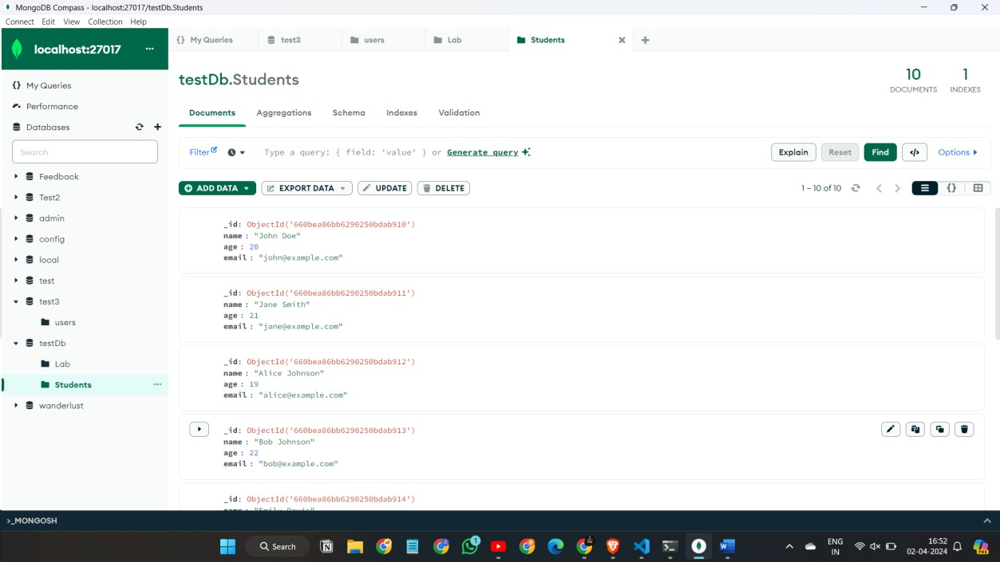 MongoDB Compass - localhost:27017/testDb.Students
Connect Edit View Collection Help
localhost:27017 ...
{} My Queries
Performance
Databases
Search
Feedback
Test2
admin
config
local
test
test3
users
testDb
Lab
Students ...
wanderlust
{} My Queries test3 users Lab Students
testDb.Students
10 DOCUMENTS
1 INDEXES
Documents Aggregations Schema Indexes Validation
Filter Type a query: { field: 'value' } or Generate query Explain Reset Find </> Options
ADD DATA EXPORT DATA UPDATE DELETE 1 – 10 of 10 {}
_id: ObjectId('660bea86bb6290250bdab910')
name : "John Doe"
age : 20
email : "john@example.com"
_id: ObjectId('660bea86bb6290250bdab911')
name : "Jane Smith"
age : 21
email : "jane@example.com"
_id: ObjectId('660bea86bb6290250bdab912')
name : "Alice Johnson"
age : 19
email : "alice@example.com"
_id: ObjectId('660bea86bb6290250bdab913')
name : "Bob Johnson"
age : 22
email : "bob@example.com"
_id: ObjectId('660bea86bb6290250bdab914')
name : "Emily Davis"
>_MONGOSH
Search
1
ENG
IN
16:52
02-04-2024
PRE